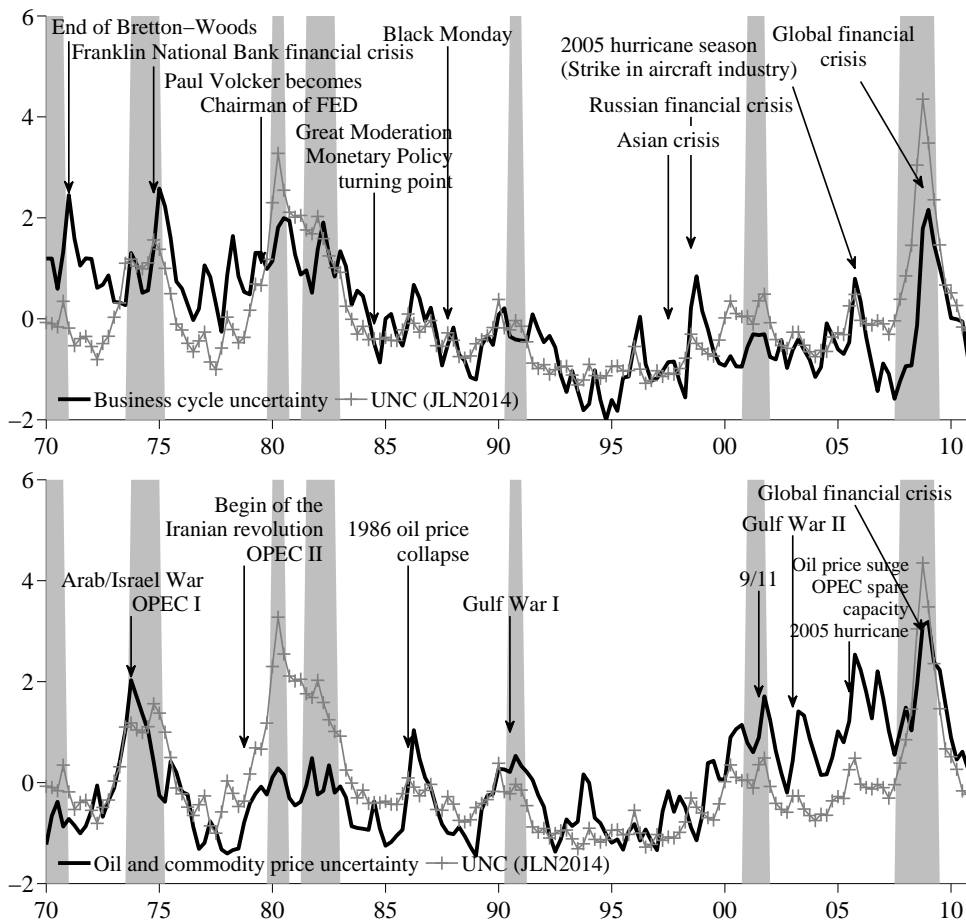 6
End of Bretton–Woods
Franklin National Bank financial crisis
Paul Volcker becomes
Chairman of FED
Great Moderation
Monetary Policy
turning point
Black Monday
2005 hurricane season
(Strike in aircraft industry)
Russian financial crisis
Asian crisis
Global financial
crisis
4
2
0
−2
Business cycle uncertainty
UNC (JLN2014)
70 75 80 85 90 95 00 05 10
6
Begin of the
Iranian revolution
OPEC II
1986 oil price
collapse
Global financial crisis
Gulf War II
Arab/Israel War
OPEC I
Gulf War I
9/11
Oil price surge
OPEC spare
capacity
2005 hurricane
4
2
0
−2
Oil and commodity price uncertainty
UNC (JLN2014)
70 75 80 85 90 95 00 05 10